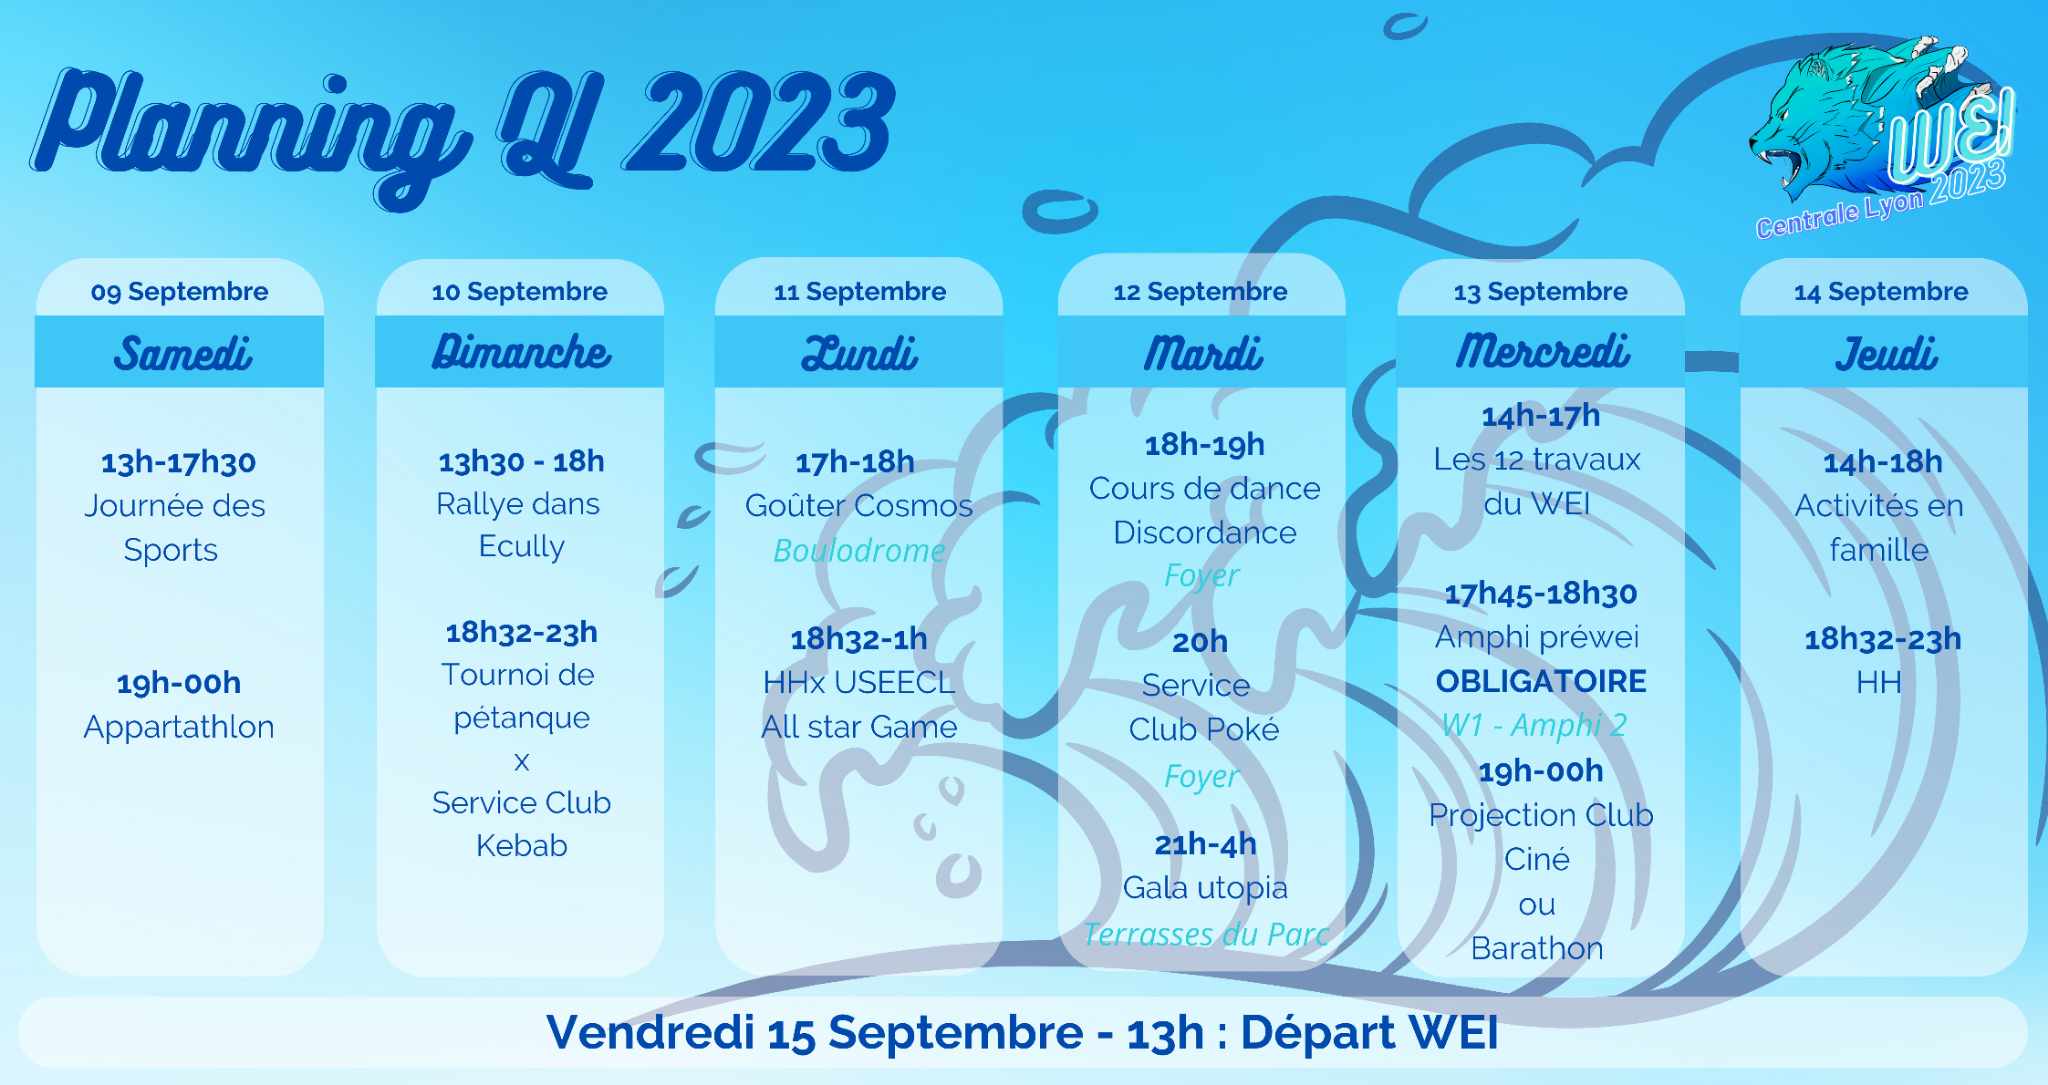 Planning QI 2023
WEI
2023
Centrale Lyon
09 Septembre
Samedi
13h-17h30
Journée des
Sports
19h-00h
Appartathlon
10 Septembre
Dimanche
13h30 - 18h
Rallye dans
Ecully
18h32-23h
Tournoi de
pétanque
x
Service Club
Kebab
11 Septembre
Lundi
17h-18h
Goûter Cosmos
Boulodrome
18h32-1h
HHx USEECL
All star Game
12 Septembre
Mardi
18h-19h
Cours de dance
Discordance
Foyer
20h
Service
Club Poké
Foyer
21h-4h
Gala utopia
Terrasses du Parc
13 Septembre
Mercredi
14h-17h
Les 12 travaux
du WEI
17h45-18h30
Amphi préwei
OBLIGATOIRE
W1 - Amphi 2
19h-00h
Projection Club
Ciné
ou
Barathon
14 Septembre
Jeudi
14h-18h
Activités en
famille
18h32-23h
HH
Vendredi 15 Septembre - 13h : Départ WEI